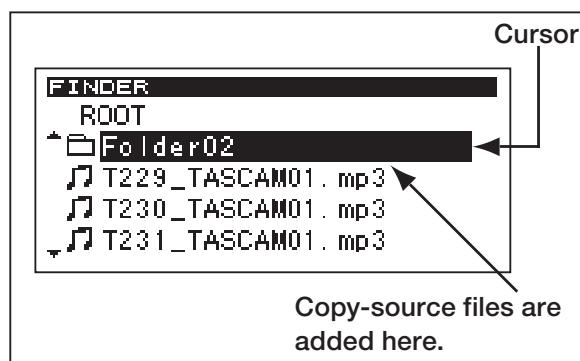 Cursor
FINDER
ROOT
Folder02
T229_TASCAM01.mp3
T230_TASCAM01.mp3
T231_TASCAM01.mp3
Copy-source files are
added here.